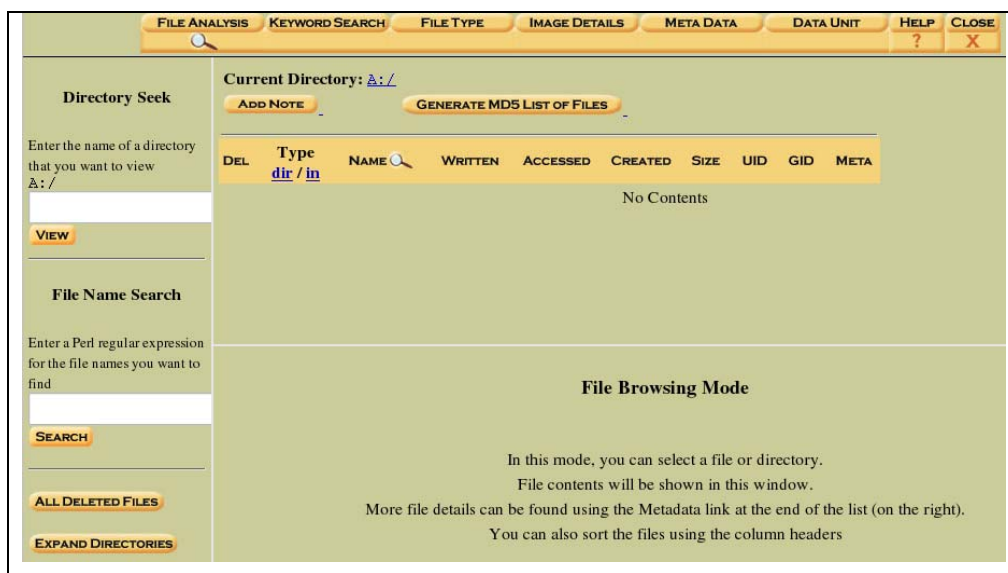 FILE ANALYSIS KEYWORD SEARCH FILE TYPE IMAGE DETAILS META DATA DATA UNIT HELP CLOSE
? X
Directory Seek
Enter the name of a directory
that you want to view
A:/
VIEW
File Name Search
Enter a Perl regular expression
for the file names you want to
find
SEARCH
ALL DELETED FILES
EXPAND DIRECTORIES
Current Directory: A:/
ADD NOTE GENERATE MD5 LIST OF FILES
DEL Type NAME WRITTEN ACCESSED CREATED SIZE UID GID META
dir / in
No Contents
File Browsing Mode
In this mode, you can select a file or directory.
File contents will be shown in this window.
More file details can be found using the Metadata link at the end of the list (on the right).
You can also sort the files using the column headers